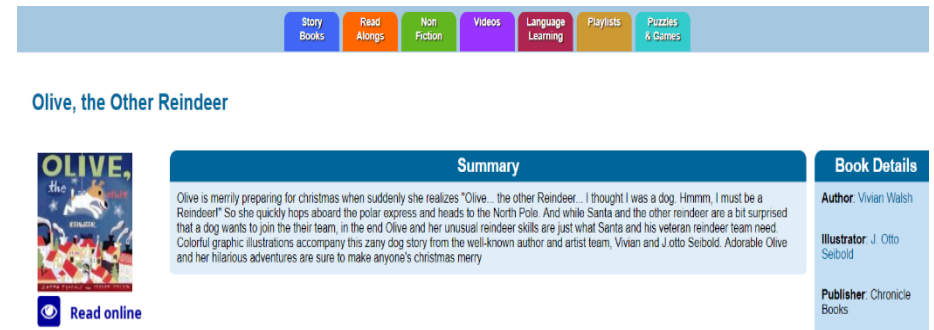 Story Books
Read Alongs
Non Fiction
Videos
Language Learning
Playlists
Puzzles & Games
Olive, the Other Reindeer
OLIVE,
the
other
REINDEER
Read online
Summary
Olive is merrily preparing for christmas when suddenly she realizes "Olive... the other Reindeer... I thought I was a dog. Hmmm, I must be a
Reindeer!" So she quickly hops aboard the polar express and heads to the North Pole. And while Santa and the other reindeer are a bit surprised
that a dog wants to join the their team, in the end Olive and her unusual reindeer skills are just what Santa and his veteran reindeer team need.
Colorful graphic illustrations accompany this zany dog story from the well-known author and artist team, Vivian and J.otto Seibold. Adorable Olive
and her hilarious adventures are sure to make anyone's christmas merry
Book Details
Author: Vivian Walsh
Illustrator: J. Otto
Seibold
Publisher: Chronicle
Books